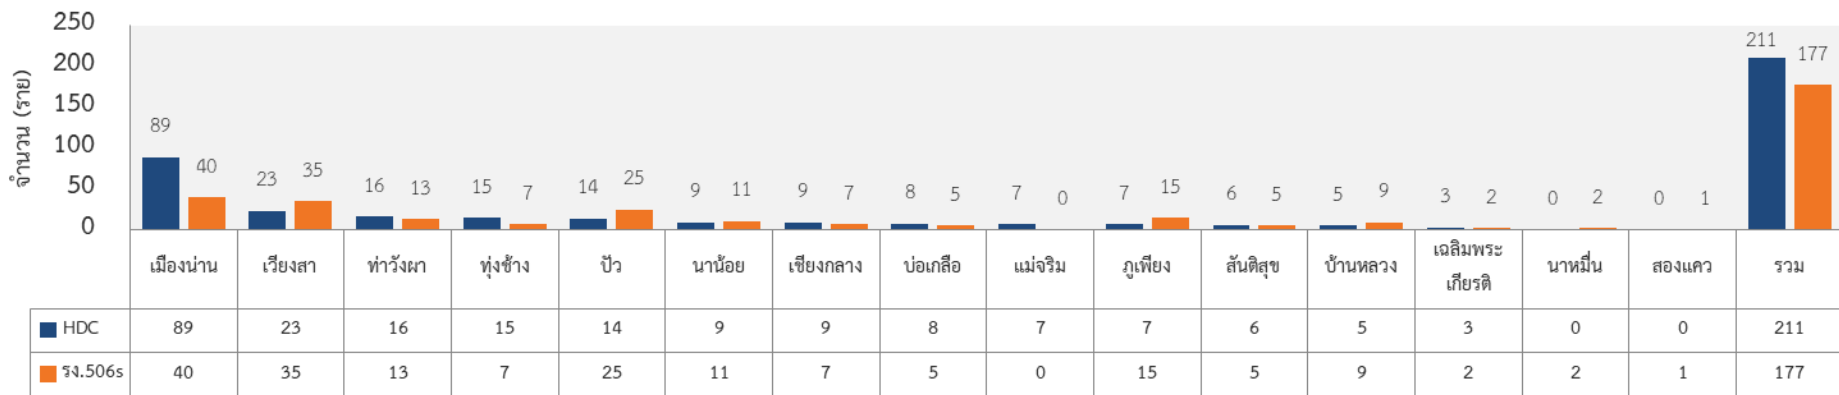 250
200
150
100
50
0
จำนวน (ราย)
89 40 23 35 16 13 15 7 14 25 9 11 9 7 8 5 7 0 7 15 6 5 5 9 3 2 0 2 0 1 211 177
เมืองน่าน เวียงสา ท่าวังผา ทุ่งช้าง ปัว นาน้อย เชียงกลาง บ่อเกลือ แม่จริม ภูเพียง สันติสุข บ้านหลวง เฉลิมพระ นาหมื่น สองแคว รวม
เกียรติ
HDC 89 23 16 15 14 9 9 8 7 7 6 5 3 0 0 211
รง.506s 40 35 13 7 25 11 7 5 0 15 5 9 2 2 1 177